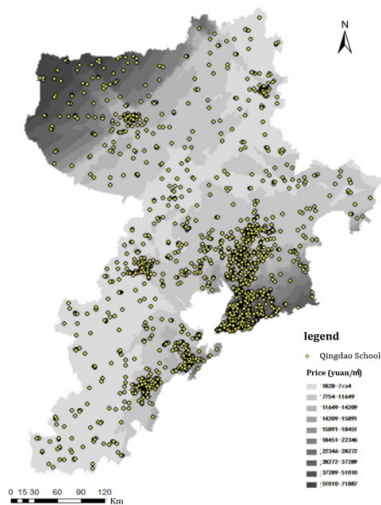 N
legend
Qingdao School
Price (yuan/㎡)
7754-11649
11649-14209
14209-15891
15891-18451
18451-22346
22346-28272
28272-37289
37289-51010
51010-71887
0 15 30 60 90 120
Km